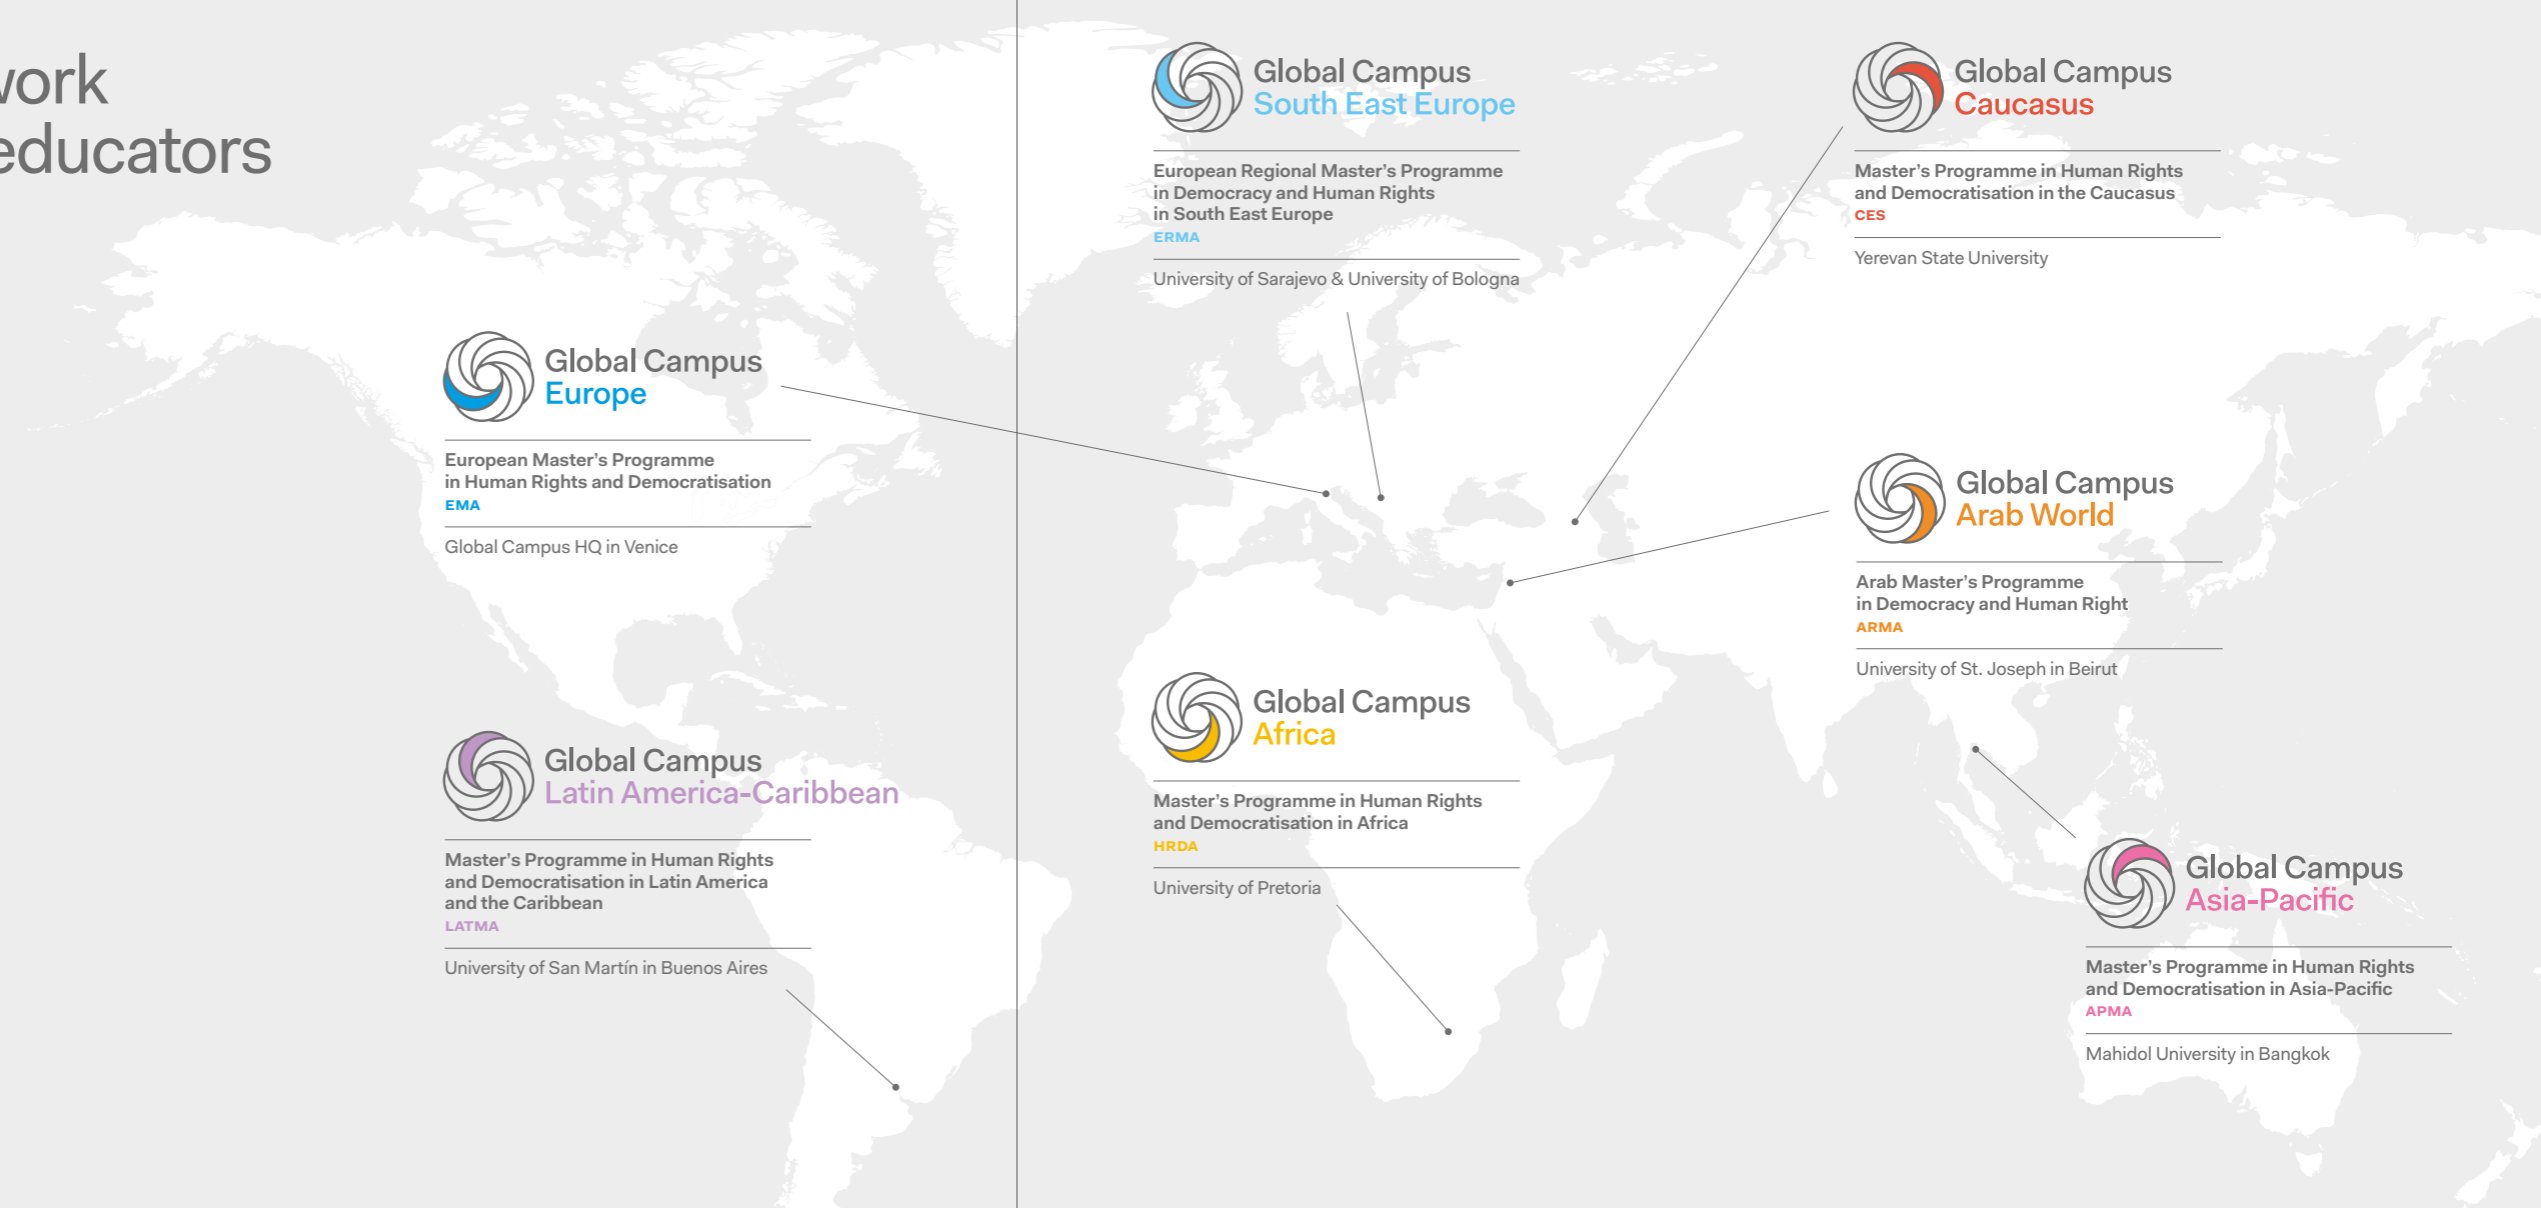 work
educators
Global Campus
Europe
European Master's Programme
in Human Rights and Democratisation
EMA
Global Campus HQ in Venice
Global Campus
Latin America-Caribbean
Master's Programme in Human Rights
and Democratisation in Latin America
and the Caribbean
LATMA
University of San Martín in Buenos Aires
Global Campus
South East Europe
European Regional Master's Programme
in Democracy and Human Rights
in South East Europe
ERMA
University of Sarajevo & University of Bologna
Global Campus
Africa
Master's Programme in Human Rights
and Democratisation in Africa
HRDA
University of Pretoria
Global Campus
Caucasus
Master's Programme in Human Rights
and Democratisation in the Caucasus
CES
Yerevan State University
Global Campus
Arab World
Arab Master's Programme
in Democracy and Human Right
ARMA
University of St. Joseph in Beirut
Global Campus
Asia-Pacific
Master's Programme in Human Rights
and Democratisation in Asia-Pacific
APMA
Mahidol University in Bangkok